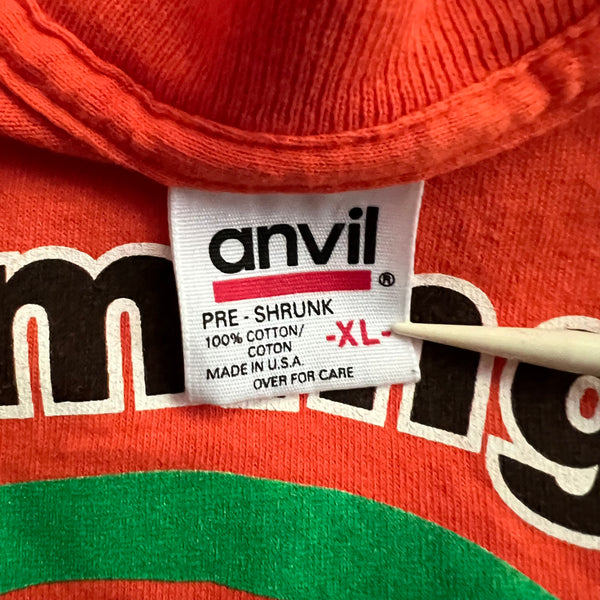 anvil
®
PRE - SHRUNK
100% COTTON/
COTON
-XL-
MADE IN U.S.A.
OVER FOR CARE